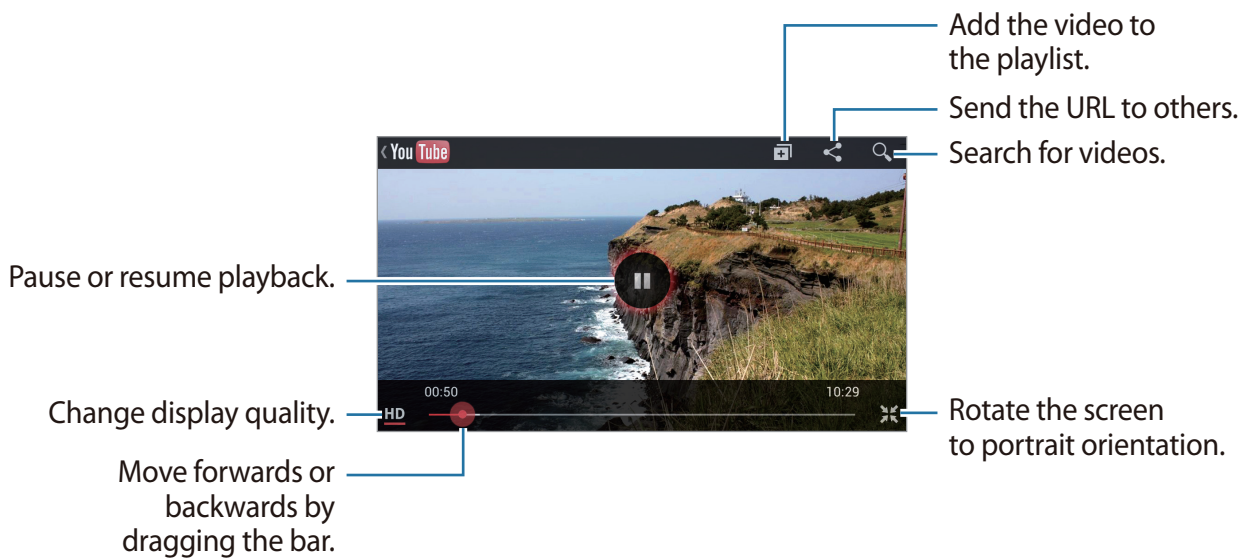 Add the video to
the playlist.
Send the URL to others.
Search for videos.
‹ You Tube
Pause or resume playback.
00:50
10:29
Change display quality.
HD
Rotate the screen
to portrait orientation.
Move forwards or
backwards by
dragging the bar.